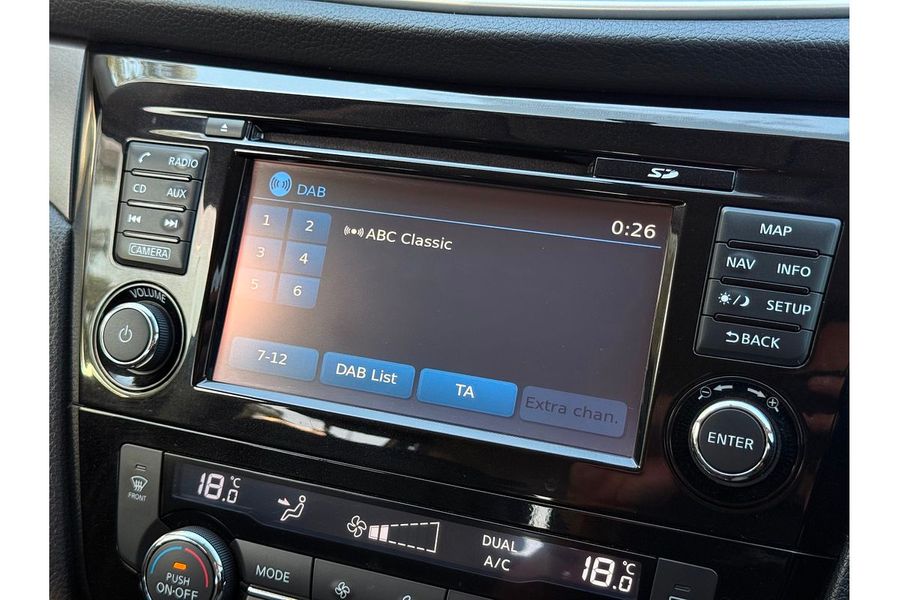 RADIO
CD AUX
CAMERA
VOLUME
DAB
0:26
1 2
3 4
5 6
ABC Classic
7-12
DAB List
TA
Extra chan.
SD
MAP
NAV INFO
SETUP
BACK
ENTER
FRONT
18.0°C
DUAL
A/C
18.0°C
PUSH
ON·OFF
MODE